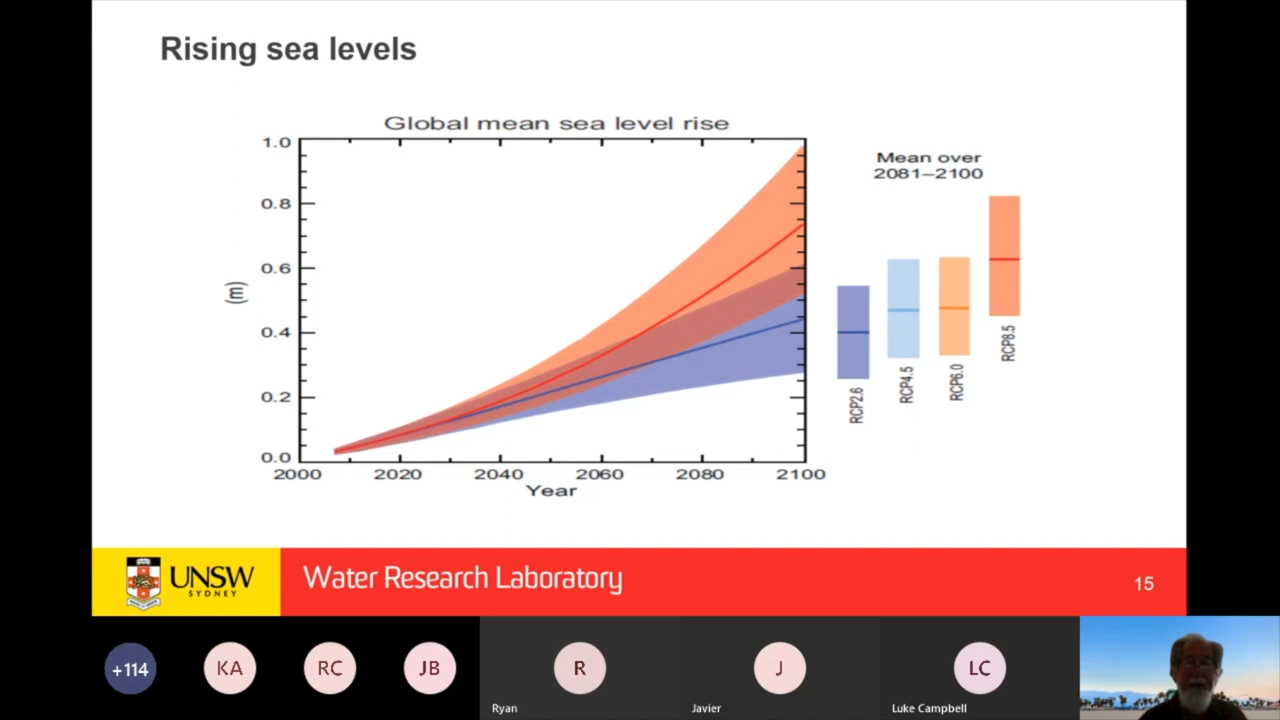 Rising sea levels
Global mean sea level rise
1.0
0.8
0.6
0.4
0.2
0.0
(m)
2000 2020 2040 2060 2080 2100
Year
Mean over
2081–2100
RCP2.6
RCP4.5
RCP6.0
RCP8.5
UNSW
SYDNEY
Water Research Laboratory
15
+114
KA
RC
JB
R
J
LC
Ryan
Javier
Luke Campbell